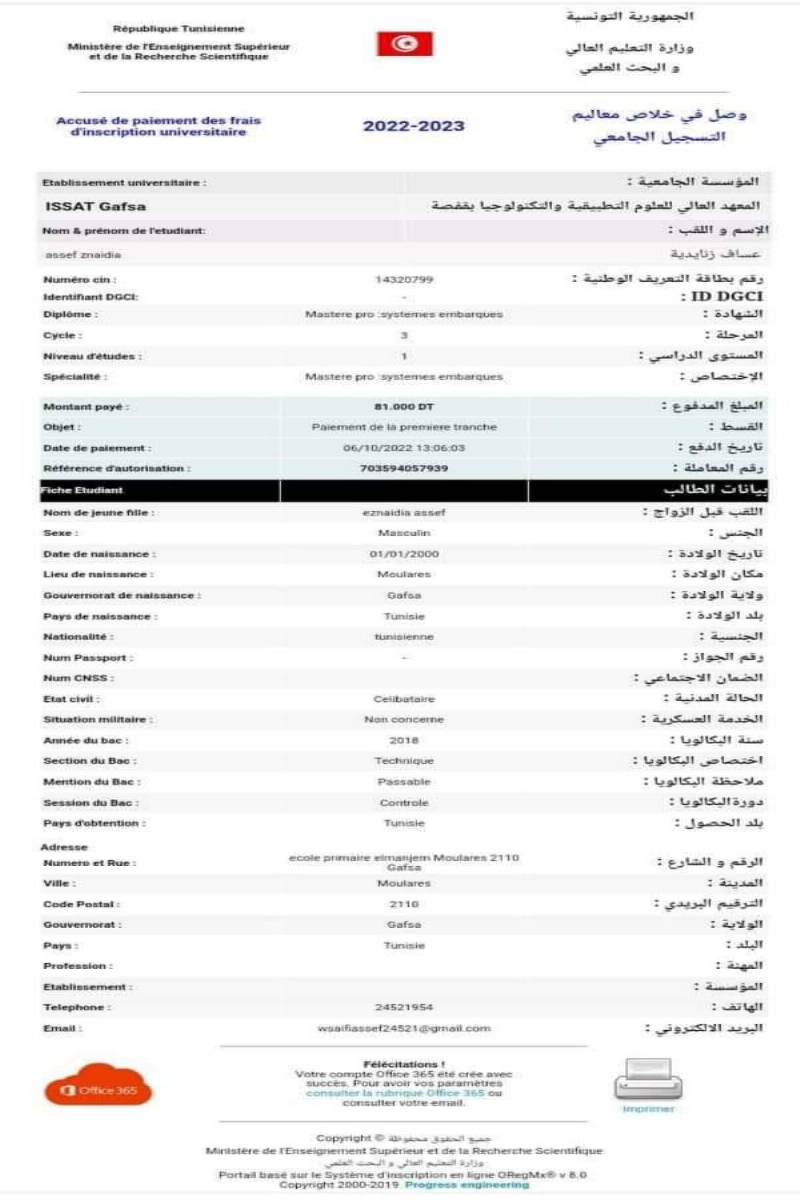 République Tunisienne
Ministère de l'Enseignement Supérieur
et de la Recherche Scientifique
الجمهورية التونسية
وزارة التعليم العالي
و البحث العلمي
Accusé de paiement des frais
d'inscription universitaire
2022-2023
وصل في خلاص معاليم
التسجيل الجامعي
Etablissement universitaire : المؤسسة الجامعية :
ISSAT Gafsa المعهد العالي للعلوم التطبيقية والتكنولوجيا بقفصة
Nom & prénom de l'etudiant: الإسم و اللقب :
assef znaidia عساف زنايدية
Numéro cin : 14320799 رقم بطاقة التعريف الوطنية :
Identifiant DGCI: - ID DGCI :
Diplôme : Mastere pro :systemes embarques الشهادة :
Cycle : 3 المرحلة :
Niveau d'études : 1 المستوى الدراسي :
Spécialité : Mastere pro :systemes embarques الإختصاص :
Montant payé : 81.000 DT المبلغ المدفوع :
Objet : Paiement de la premiere tranche القسط :
Date de paiement : 06/10/2022 13:06:03 تاريخ الدفع :
Référence d'autorisation : 703594057939 رقم المعاملة :
Fiche Etudiant بيانات الطالب
Nom de jeune fille : eznaidia assef اللقب قبل الزواج :
Sexe : Masculin الجنس :
Date de naissance : 01/01/2000 تاريخ الولادة :
Lieu de naissance : Moulares مكان الولادة :
Gouvernorat de naissance : Gafsa ولاية الولادة :
Pays de naissance : Tunisie بلد الولادة :
Nationalité : tunisienne الجنسية :
Num Passport : - رقم الجواز :
Num CNSS : الضمان الاجتماعي :
Etat civil : Celibataire الحالة المدنية :
Situation militaire : Non concerne الخدمة العسكرية :
Année du bac : 2018 سنة البكالويا :
Section du Bac : Technique اختصاص البكالويا :
Mention du Bac : Passable ملاحظة البكالويا :
Session du Bac : Controle دورة البكالويا :
Pays d'obtention : Tunisie بلد الحصول :
Adresse
Numero et Rue : ecole primaire elmanjem Moulares 2110 الرقم و الشارع :
Gafsa
Ville : Moulares المدينة :
Code Postal : 2110 الترقيم البريدي :
Gouvernorat : Gafsa الولاية :
Pays : Tunisie البلد :
Profession : المهنة :
Etablissement : المؤسسة :
Telephone : 24521954 الهاتف :
Email : wsaifiassef24521@gmail.com البريد الالكتروني :
Office 365
Félécitations !
Votre compte Office 365 été crée avec
succès. Pour avoir vos paramètres
consulter la rubrique Office 365 ou
consulter votre email.
Imprimer
Copyright © جميع الحقوق محفوظة
Ministère de l'Enseignement Supérieur et de la Recherche Scientifique
وزارة التعليم العالي و البحث العلمي
Portail basé sur le Système d'inscription en ligne ORegMx® v 8.0
Copyright 2000-2019 Progress engineering